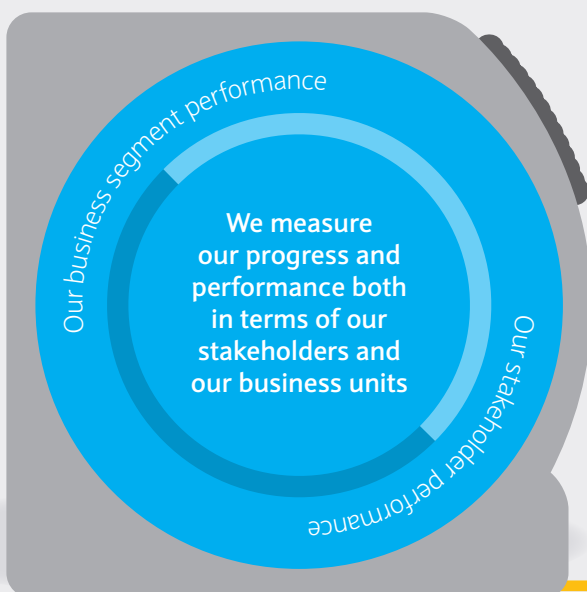 Our business segment performance
We measure
our progress and
performance both
in terms of our
stakeholders and
our business units
Our stakeholder performance